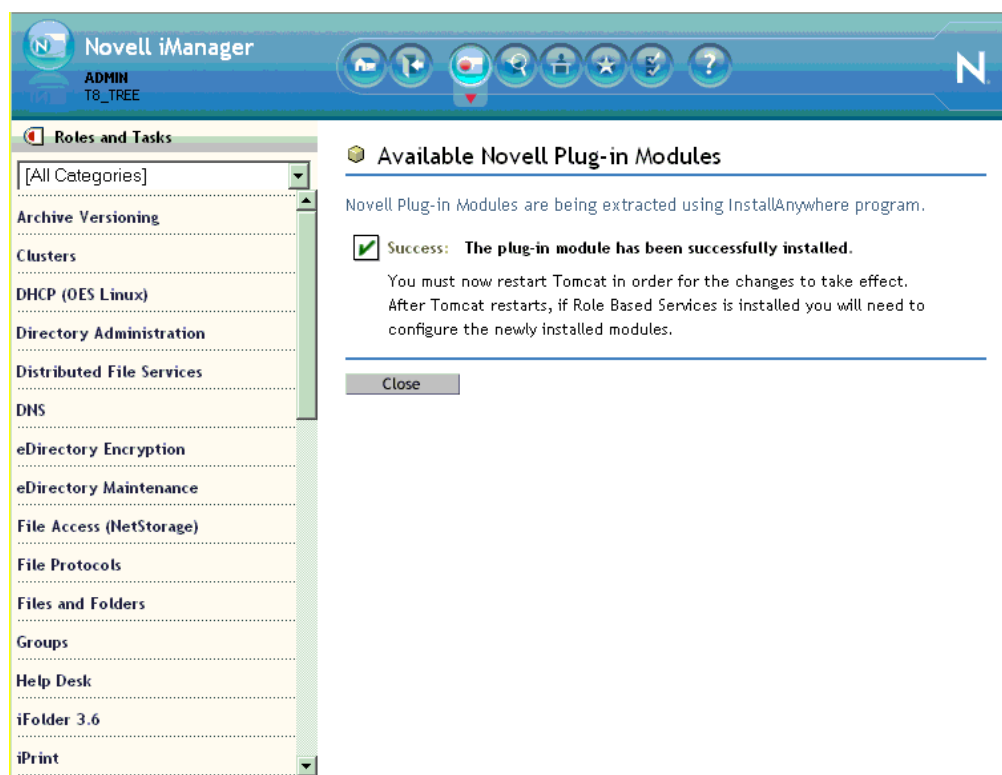 Novell iManager
ADMIN
T8_TREE
N
N
?
Roles and Tasks
[All Categories]
Archive Versioning
Clusters
DHCP (OES Linux)
Directory Administration
Distributed File Services
DNS
eDirectory Encryption
eDirectory Maintenance
File Access (NetStorage)
File Protocols
Files and Folders
Groups
Help Desk
iFolder 3.6
iPrint
Available Novell Plug-in Modules
Novell Plug-in Modules are being extracted using InstallAnywhere program.
Success: The plug-in module has been successfully installed.
You must now restart Tomcat in order for the changes to take effect.
After Tomcat restarts, if Role Based Services is installed you will need to
configure the newly installed modules.
Close